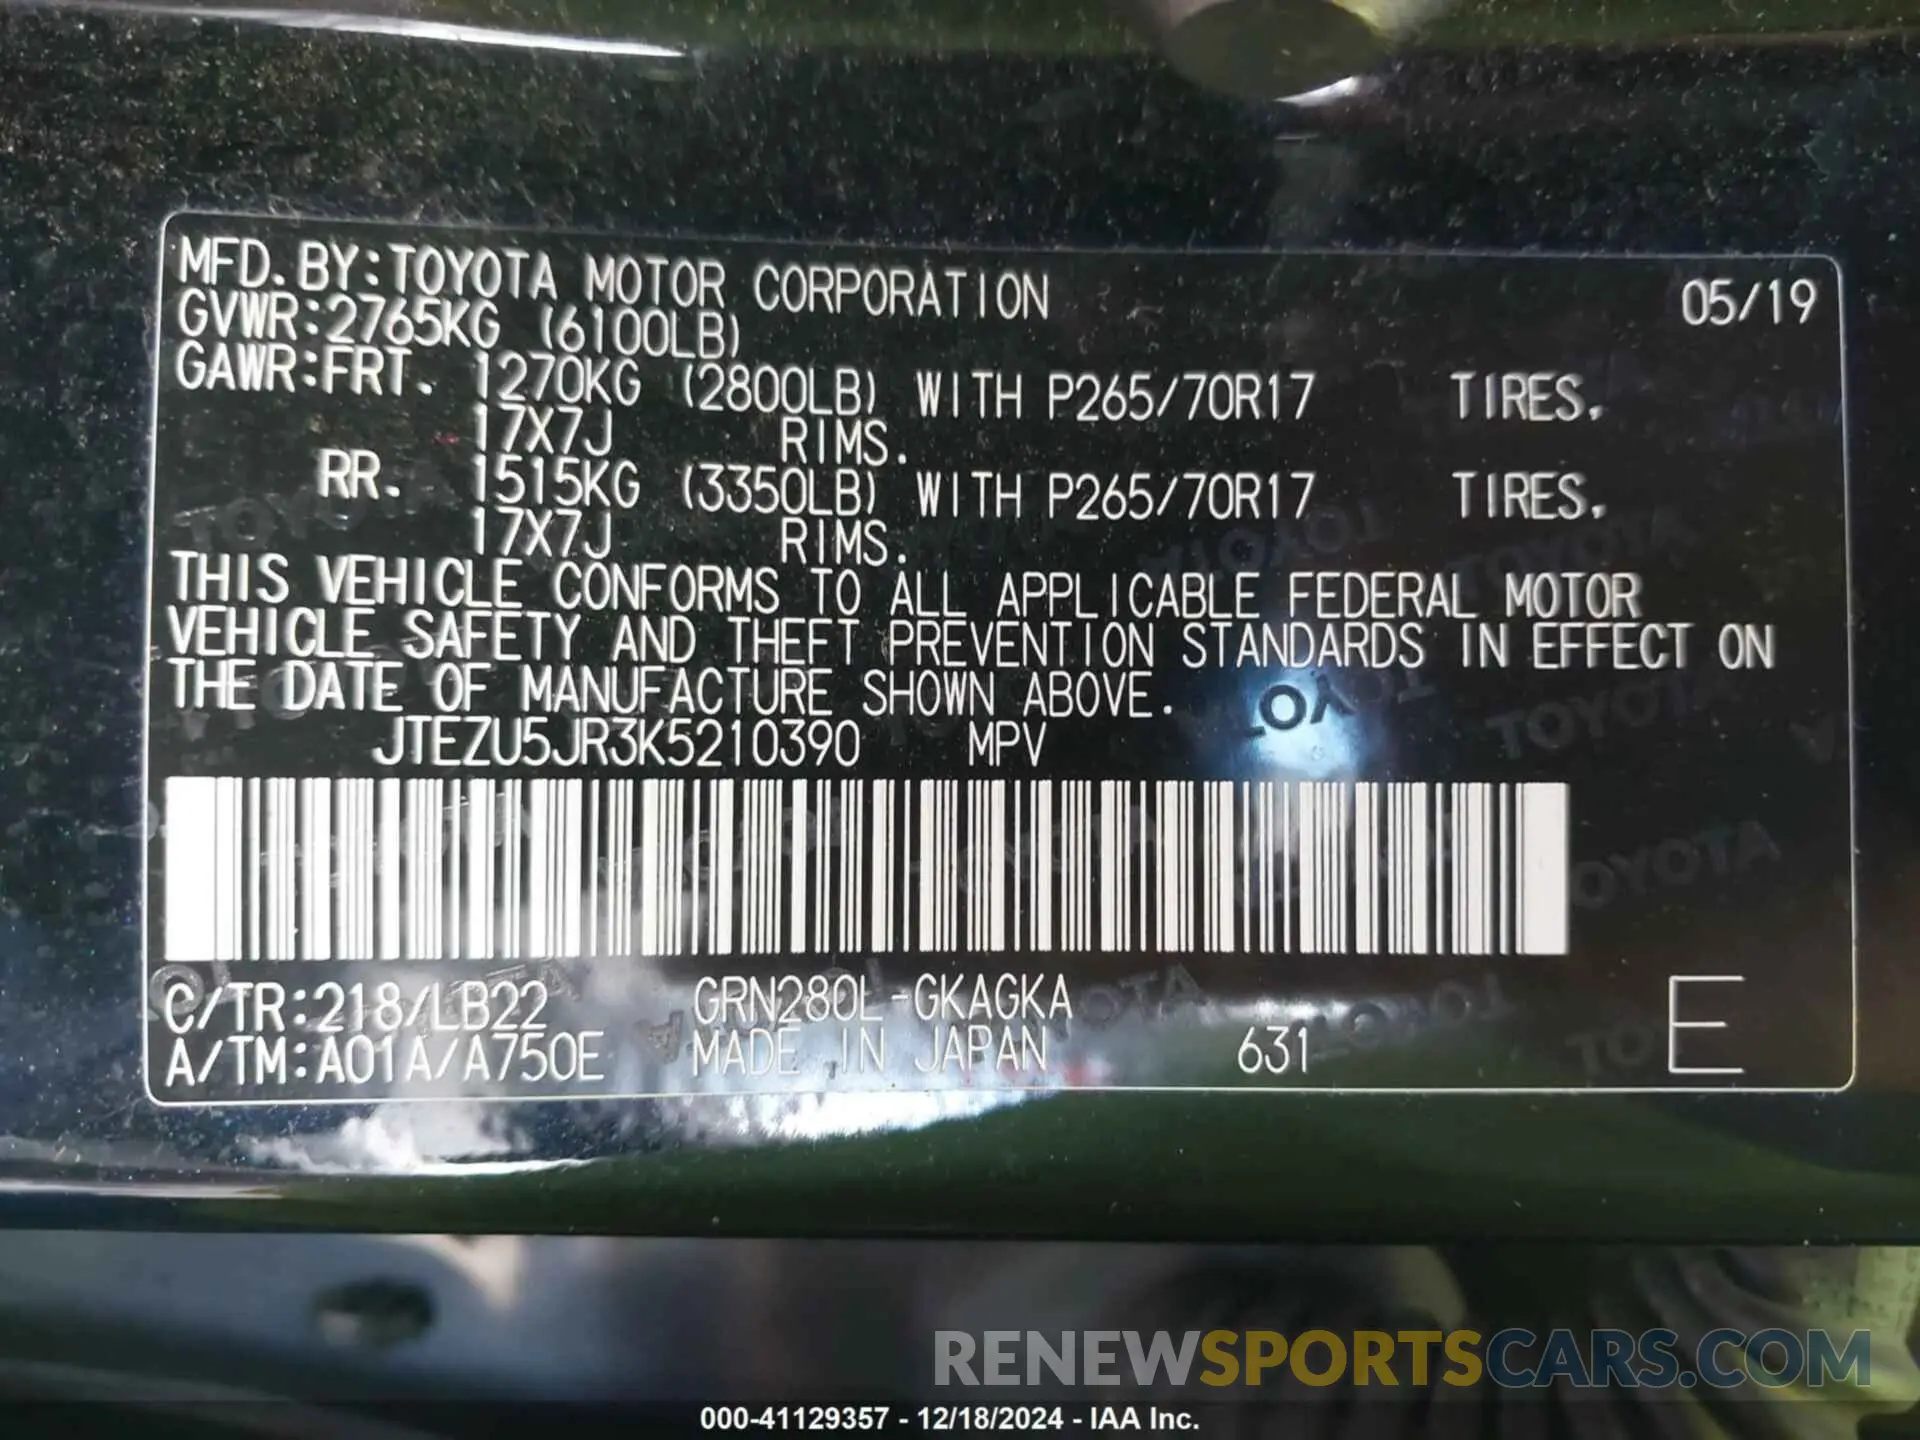 MFD. BY:TOYOTA MOTOR CORPORATION 05/19
GVWR:2765KG (6100LB)
GAWR:FRT. 1270KG (2800LB) WITH P265/70R17 TIRES.
17X7J RIMS.
RR. 1515KG (3350LB) WITH P265/70R17 TIRES.
17X7J RIMS.
THIS VEHICLE CONFORMS TO ALL APPLICABLE FEDERAL MOTOR
VEHICLE SAFETY AND THEFT PREVENTION STANDARDS IN EFFECT ON
THE DATE OF MANUFACTURE SHOWN ABOVE.
JTEZU5JR3K5210390 MPV
C/TR:218/LB22 GRN280L-GKAGKA
A/TM:A01A/A750E MADE IN JAPAN 631 E
RENEWSPORTSCARS.COM
000-41129357 - 12/18/2024 - IAA Inc.